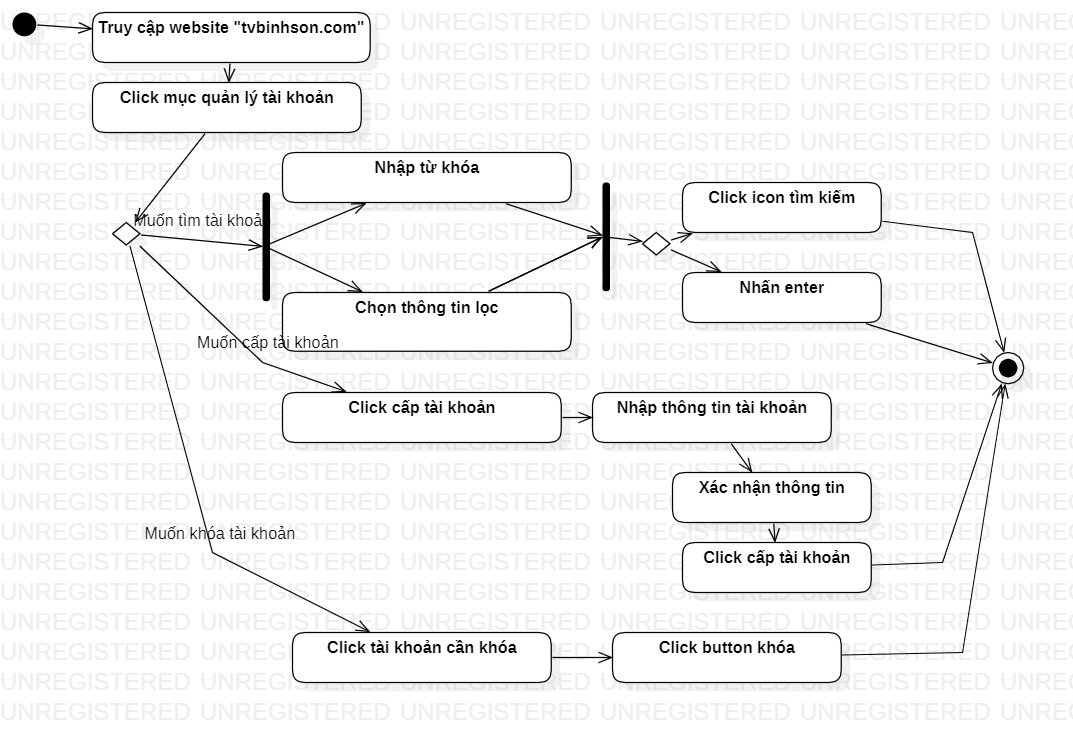 Truy cập website "tvbinhson.com"
Click mục quản lý tài khoản
Nhập từ khóa
Click icon tìm kiếm
Muốn tìm tài khoản
Nhấn enter
Chọn thông tin lọc
Muốn cấp tài khoản
Click cấp tài khoản
Nhập thông tin tài khoản
Xác nhận thông tin
Muốn khóa tài khoản
Click cấp tài khoản
Click tài khoản cần khóa
Click button khóa
UNREGISTERED